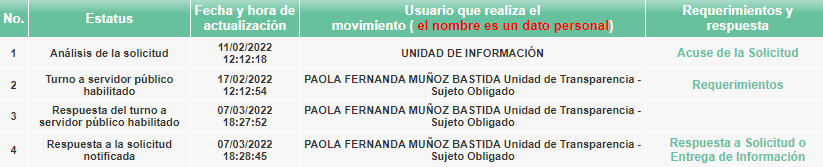 No. Estatus Fecha y hora de actualización Usuario que realiza el movimiento ( el nombre es un dato personal) Requerimientos y respuesta
1 Análisis de la solicitud 11/02/2022 12:12:18 UNIDAD DE INFORMACIÓN Acuse de la Solicitud
2 Turno a servidor público habilitado 17/02/2022 12:12:54 PAOLA FERNANDA MUÑOZ BASTIDA Unidad de Transparencia - Sujeto Obligado Requerimientos
3 Respuesta del turno a servidor público habilitado 07/03/2022 18:27:52 PAOLA FERNANDA MUÑOZ BASTIDA Unidad de Transparencia - Sujeto Obligado
4 Respuesta a la solicitud notificada 07/03/2022 18:28:45 PAOLA FERNANDA MUÑOZ BASTIDA Unidad de Transparencia - Sujeto Obligado Respuesta a Solicitud o Entrega de Información